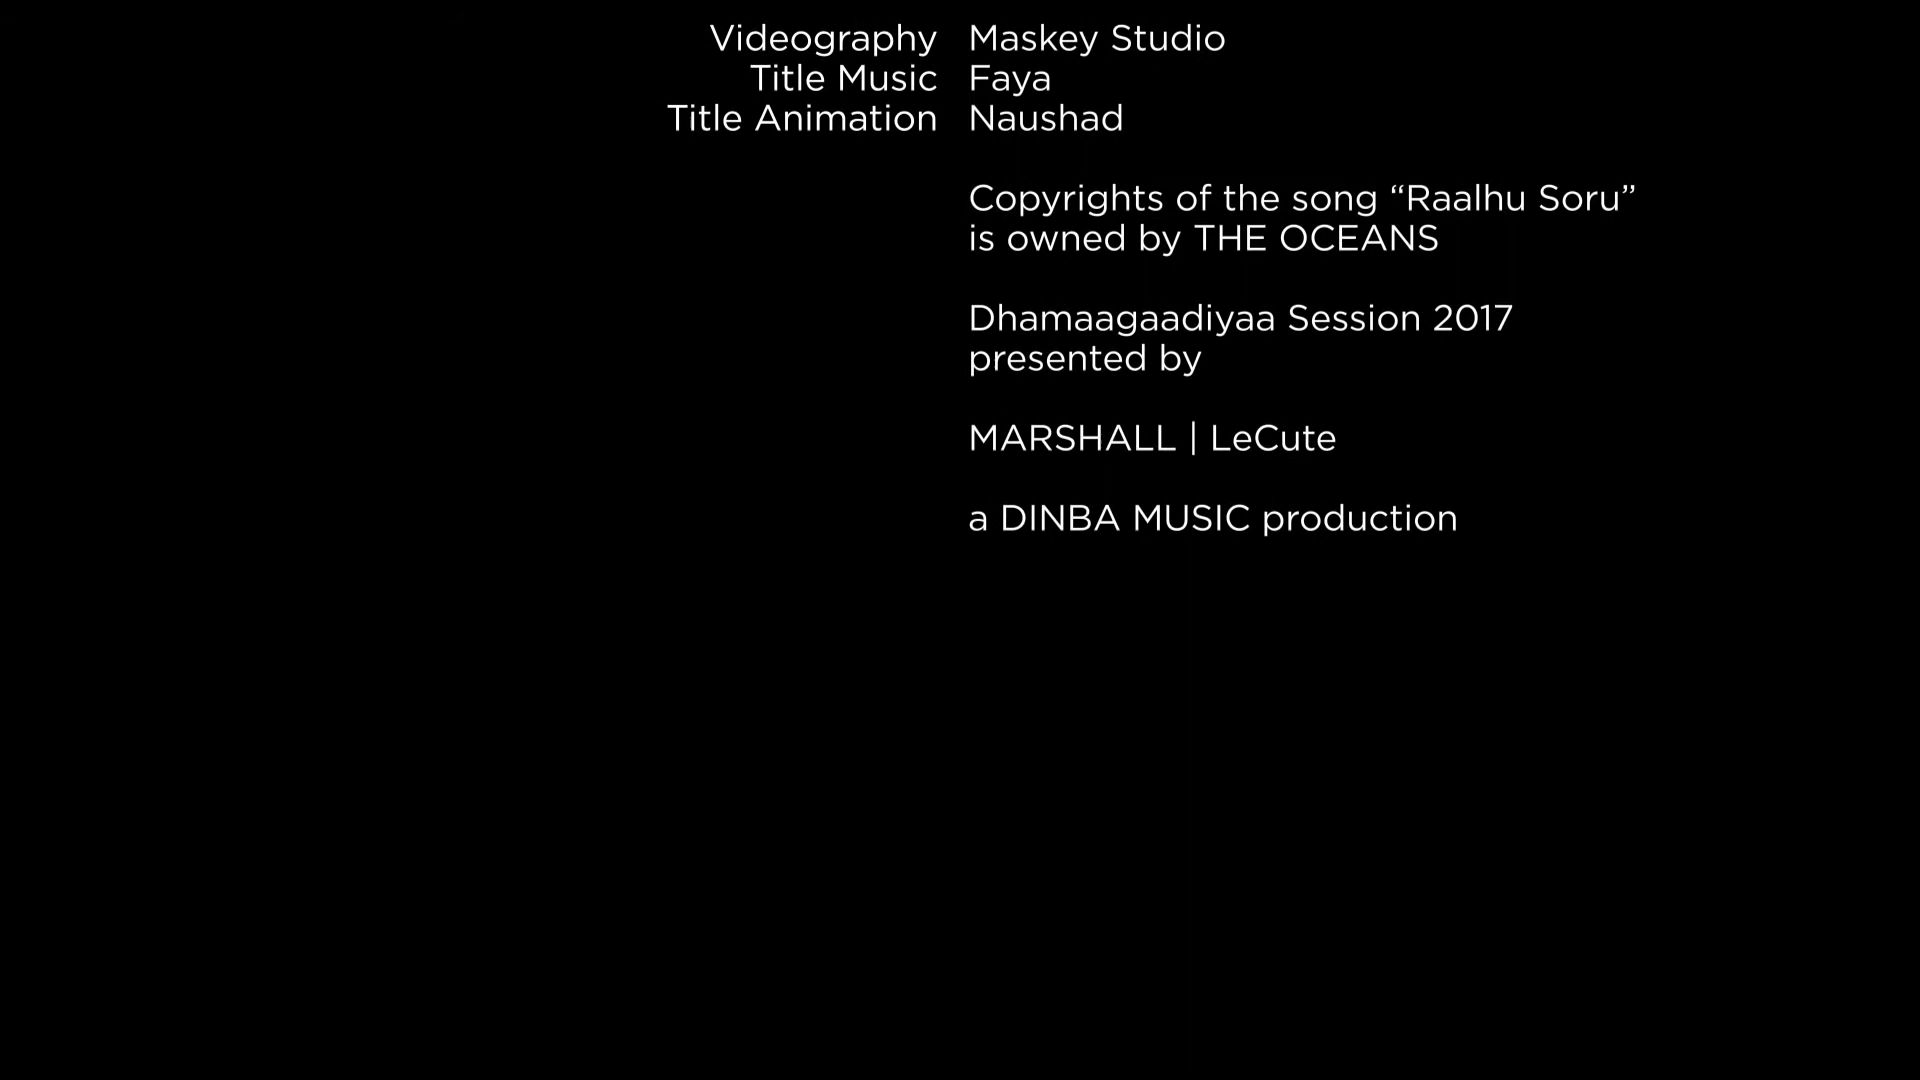 Videography Maskey Studio
Title Music Faya
Title Animation Naushad
Copyrights of the song “Raalhu Soru”
is owned by THE OCEANS
Dhamaagaadiyaa Session 2017
presented by
MARSHALL | LeCute
a DINBA MUSIC production